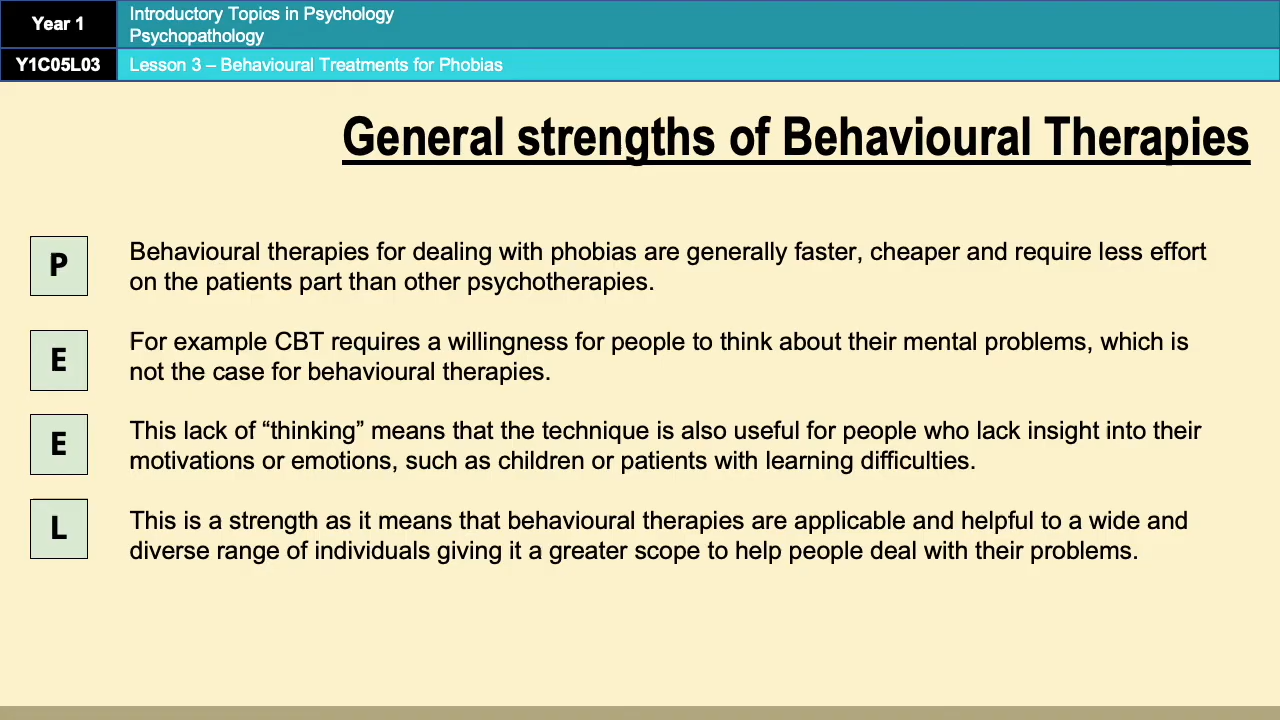 Year 1
Introductory Topics in Psychology
Psychopathology
Y1C05L03
Lesson 3 – Behavioural Treatments for Phobias
General strengths of Behavioural Therapies
P
Behavioural therapies for dealing with phobias are generally faster, cheaper and require less effort
on the patients part than other psychotherapies.
E
For example CBT requires a willingness for people to think about their mental problems, which is
not the case for behavioural therapies.
E
This lack of “thinking” means that the technique is also useful for people who lack insight into their
motivations or emotions, such as children or patients with learning difficulties.
L
This is a strength as it means that behavioural therapies are applicable and helpful to a wide and
diverse range of individuals giving it a greater scope to help people deal with their problems.